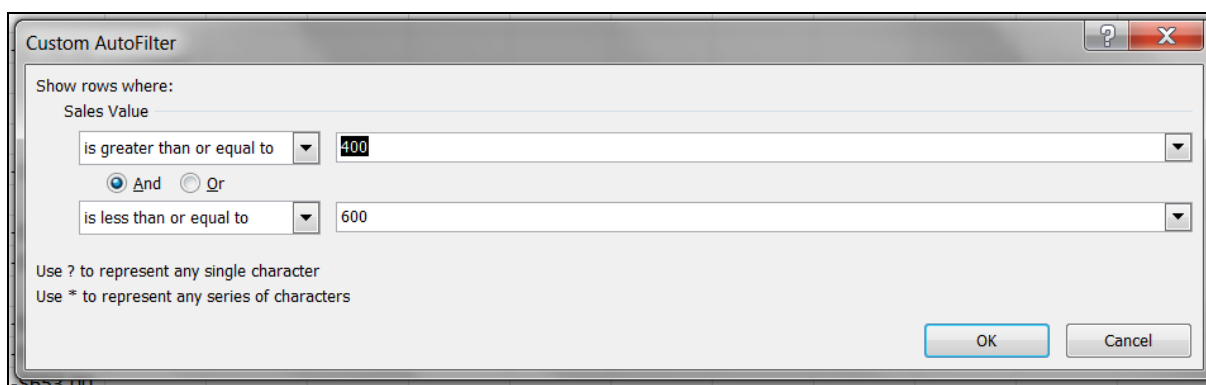 Custom AutoFilter
?
X
Show rows where:
Sales Value
is greater than or equal to 400
And Or
is less than or equal to 600
Use ? to represent any single character
Use * to represent any series of characters
OK Cancel